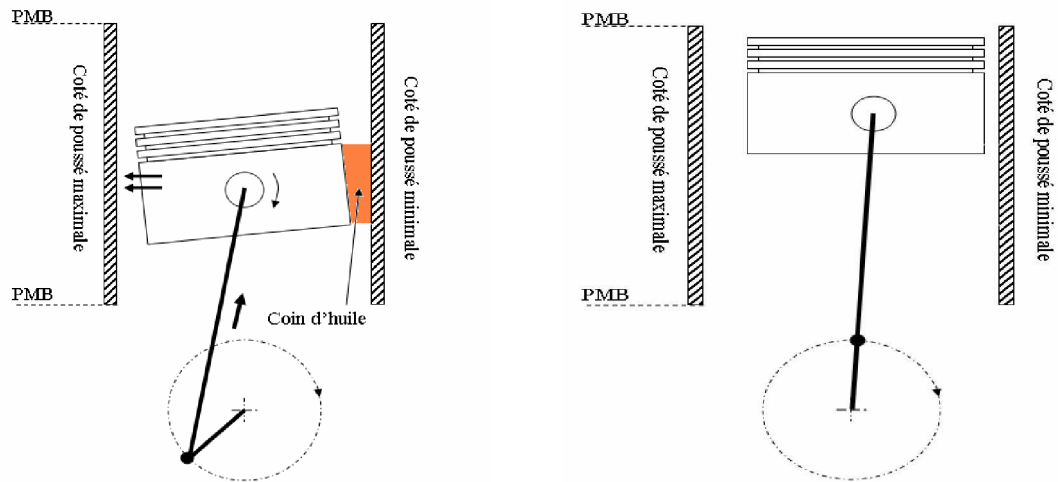 PMB
Coté de poussé maximale
Coté de poussé minimale
PMB
Coin d'huile
PMB
Coté de poussé maximale
Coté de poussé minimale
PMB